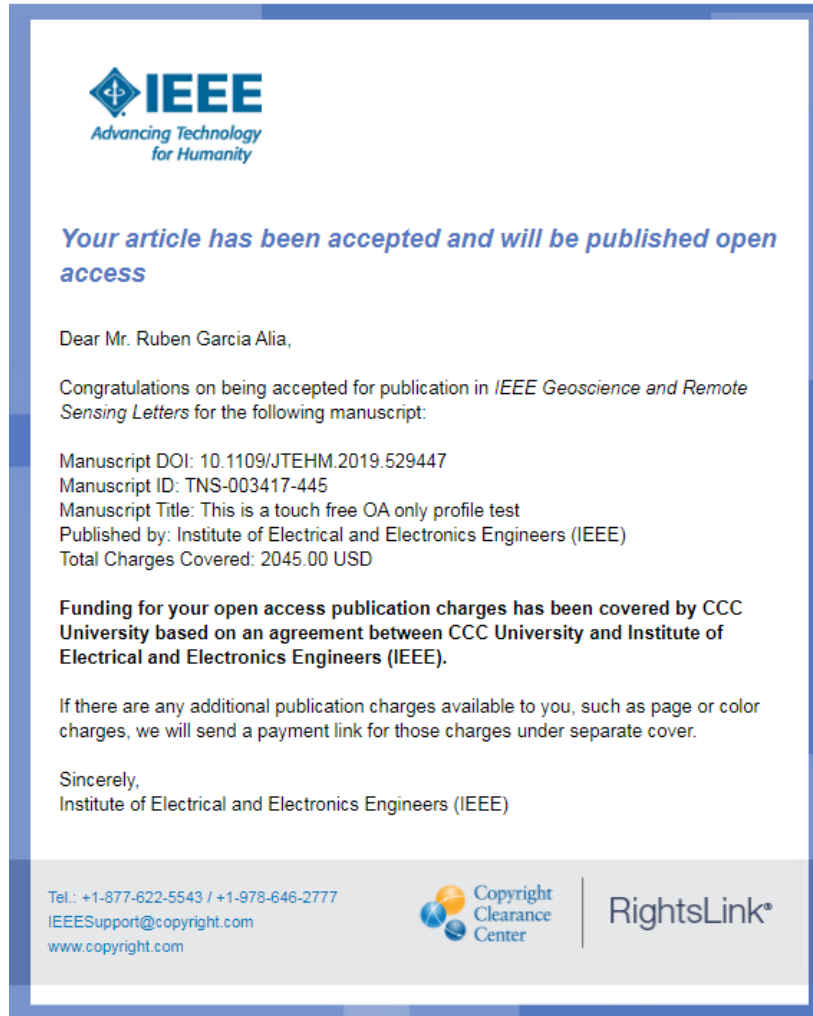 IEEE
Advancing Technology
for Humanity
Your article has been accepted and will be published open
access
Dear Mr. Ruben Garcia Alia,
Congratulations on being accepted for publication in IEEE Geoscience and Remote
Sensing Letters for the following manuscript:
Manuscript DOI: 10.1109/JTEHM.2019.529447
Manuscript ID: TNS-003417-445
Manuscript Title: This is a touch free OA only profile test
Published by: Institute of Electrical and Electronics Engineers (IEEE)
Total Charges Covered: 2045.00 USD
Funding for your open access publication charges has been covered by CCC
University based on an agreement between CCC University and Institute of
Electrical and Electronics Engineers (IEEE).
If there are any additional publication charges available to you, such as page or color
charges, we will send a payment link for those charges under separate cover.
Sincerely,
Institute of Electrical and Electronics Engineers (IEEE)
Tel.: +1-877-622-5543 / +1-978-646-2777
IEEESupport@copyright.com
www.copyright.com
Copyright
Clearance
Center
RightsLink®